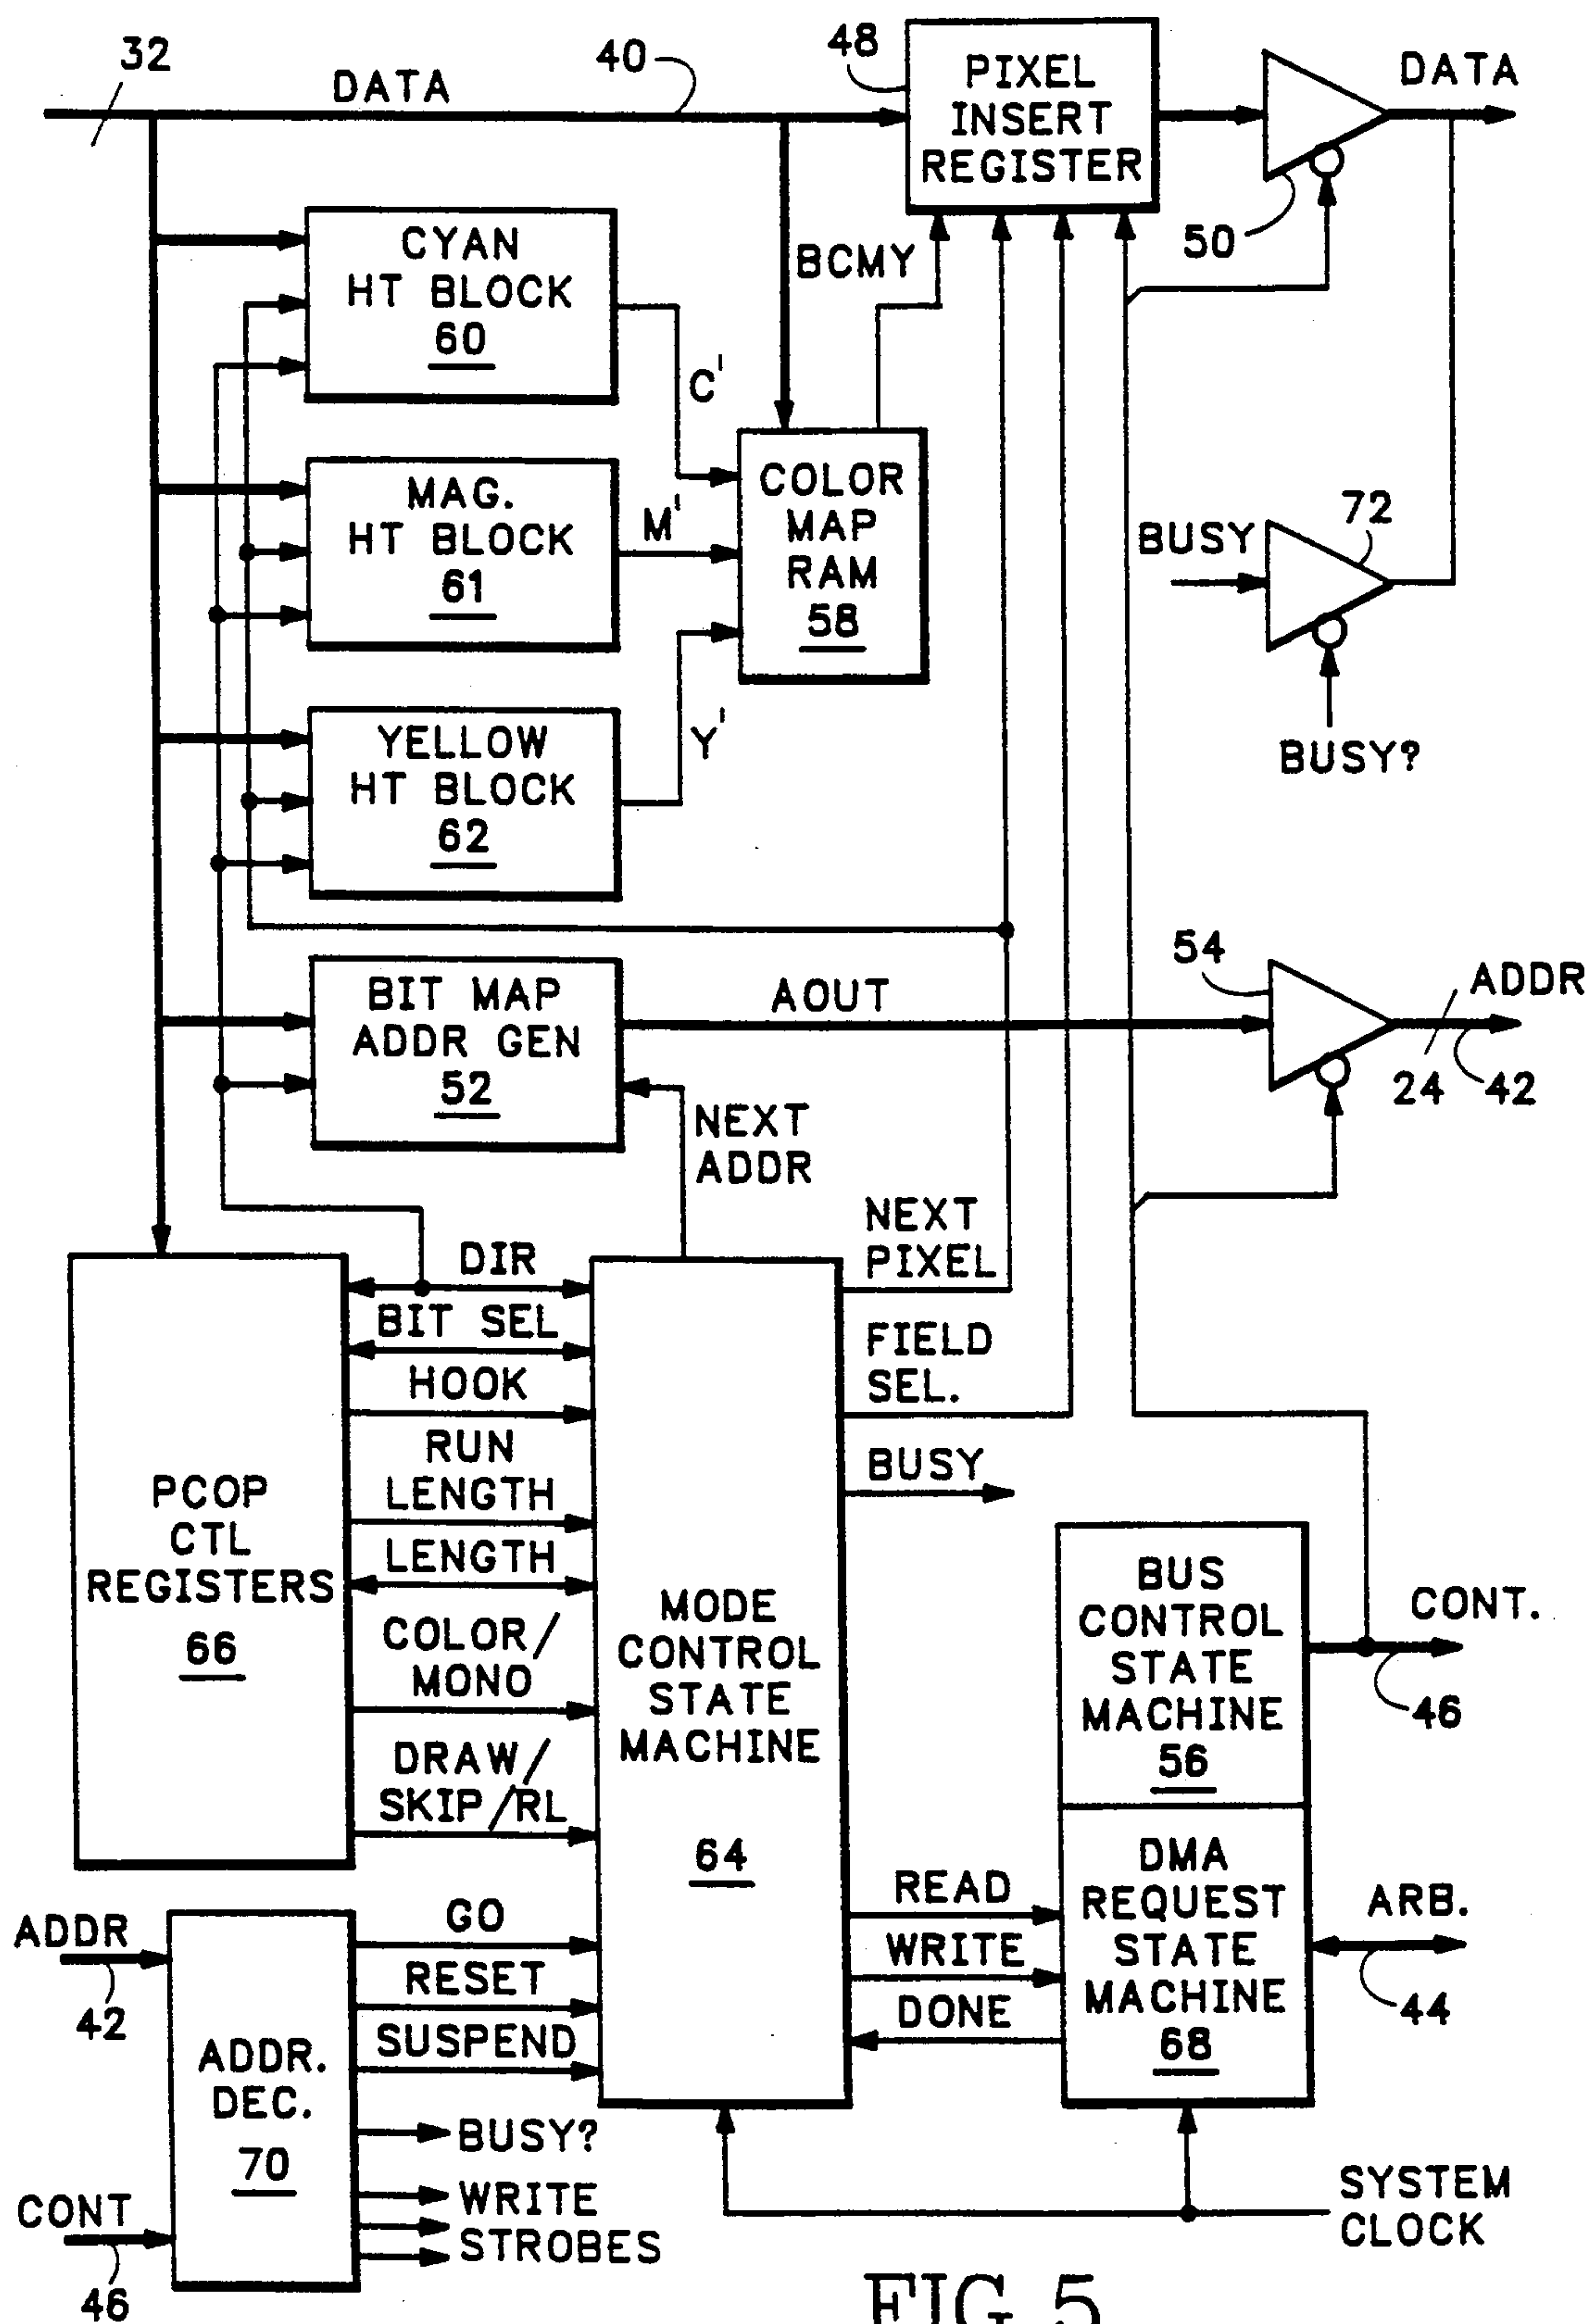 32
DATA
40
48
PIXEL
INSERT
REGISTER
DATA
50
CYAN
HT BLOCK
60
BCMY
C'
MAG.
HT BLOCK
61
M'
COLOR
MAP
RAM
58
BUSY
72
BUSY?
YELLOW
HT BLOCK
62
Y'
BIT MAP
ADDR GEN
52
AOUT
54
ADDR
24
42
NEXT
ADDR
NEXT
PIXEL
FIELD
SEL.
BUSY
PCOP
CTL
REGISTERS
66
DIR
BIT SEL
HOOK
RUN
LENGTH
LENGTH
COLOR/
MONO
DRAW/
SKIP/RL
MODE
CONTROL
STATE
MACHINE
64
BUS
CONTROL
STATE
MACHINE
56
CONT.
46
DMA
REQUEST
STATE
MACHINE
68
READ
WRITE
DONE
ARB.
44
ADDR
42
CONT
46
ADDR.
DEC.
70
GO
RESET
SUSPEND
BUSY?
WRITE
STROBES
SYSTEM
CLOCK
FIG 5